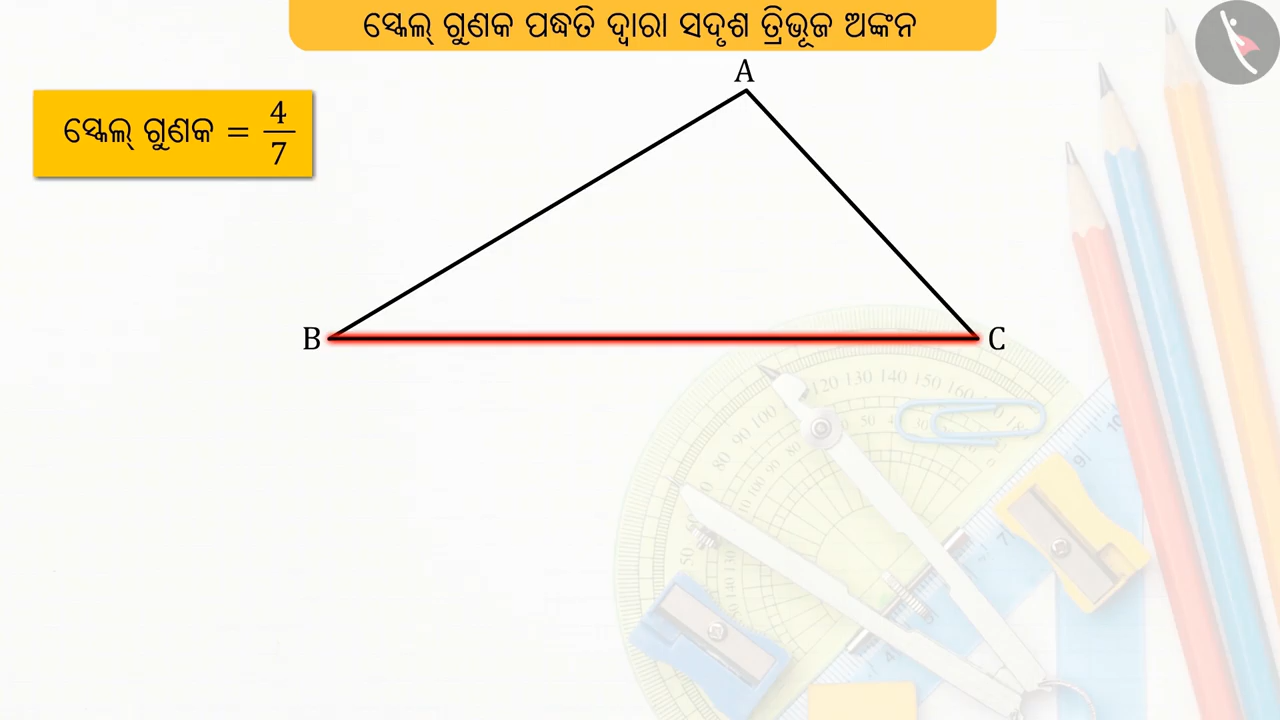 ସ୍କେଲ୍ ଗୁଣକ ପଦ୍ଧତି ଦ୍ୱାରା ସଦୃଶ ତ୍ରିଭୂଜ ଅଙ୍କନ
A
ସ୍କେଲ୍ ଗୁଣକ = 4/7
B C